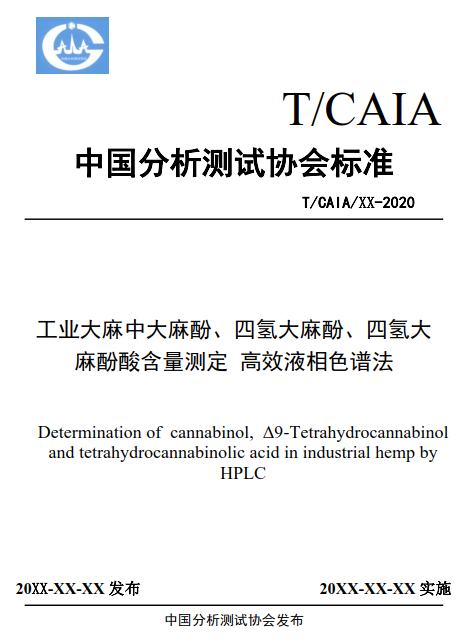 CAIA
T/CAIA
中国分析测试协会标准
T/CAIA/XX-2020
工业大麻中大麻酚、四氢大麻酚、四氢大
麻酚酸含量测定 高效液相色谱法
Determination of cannabinol, Δ9-Tetrahydrocannabinol
and tetrahydrocannabinolic acid in industrial hemp by
HPLC
20XX-XX-XX 发布 20XX-XX-XX 实施
中国分析测试协会发布